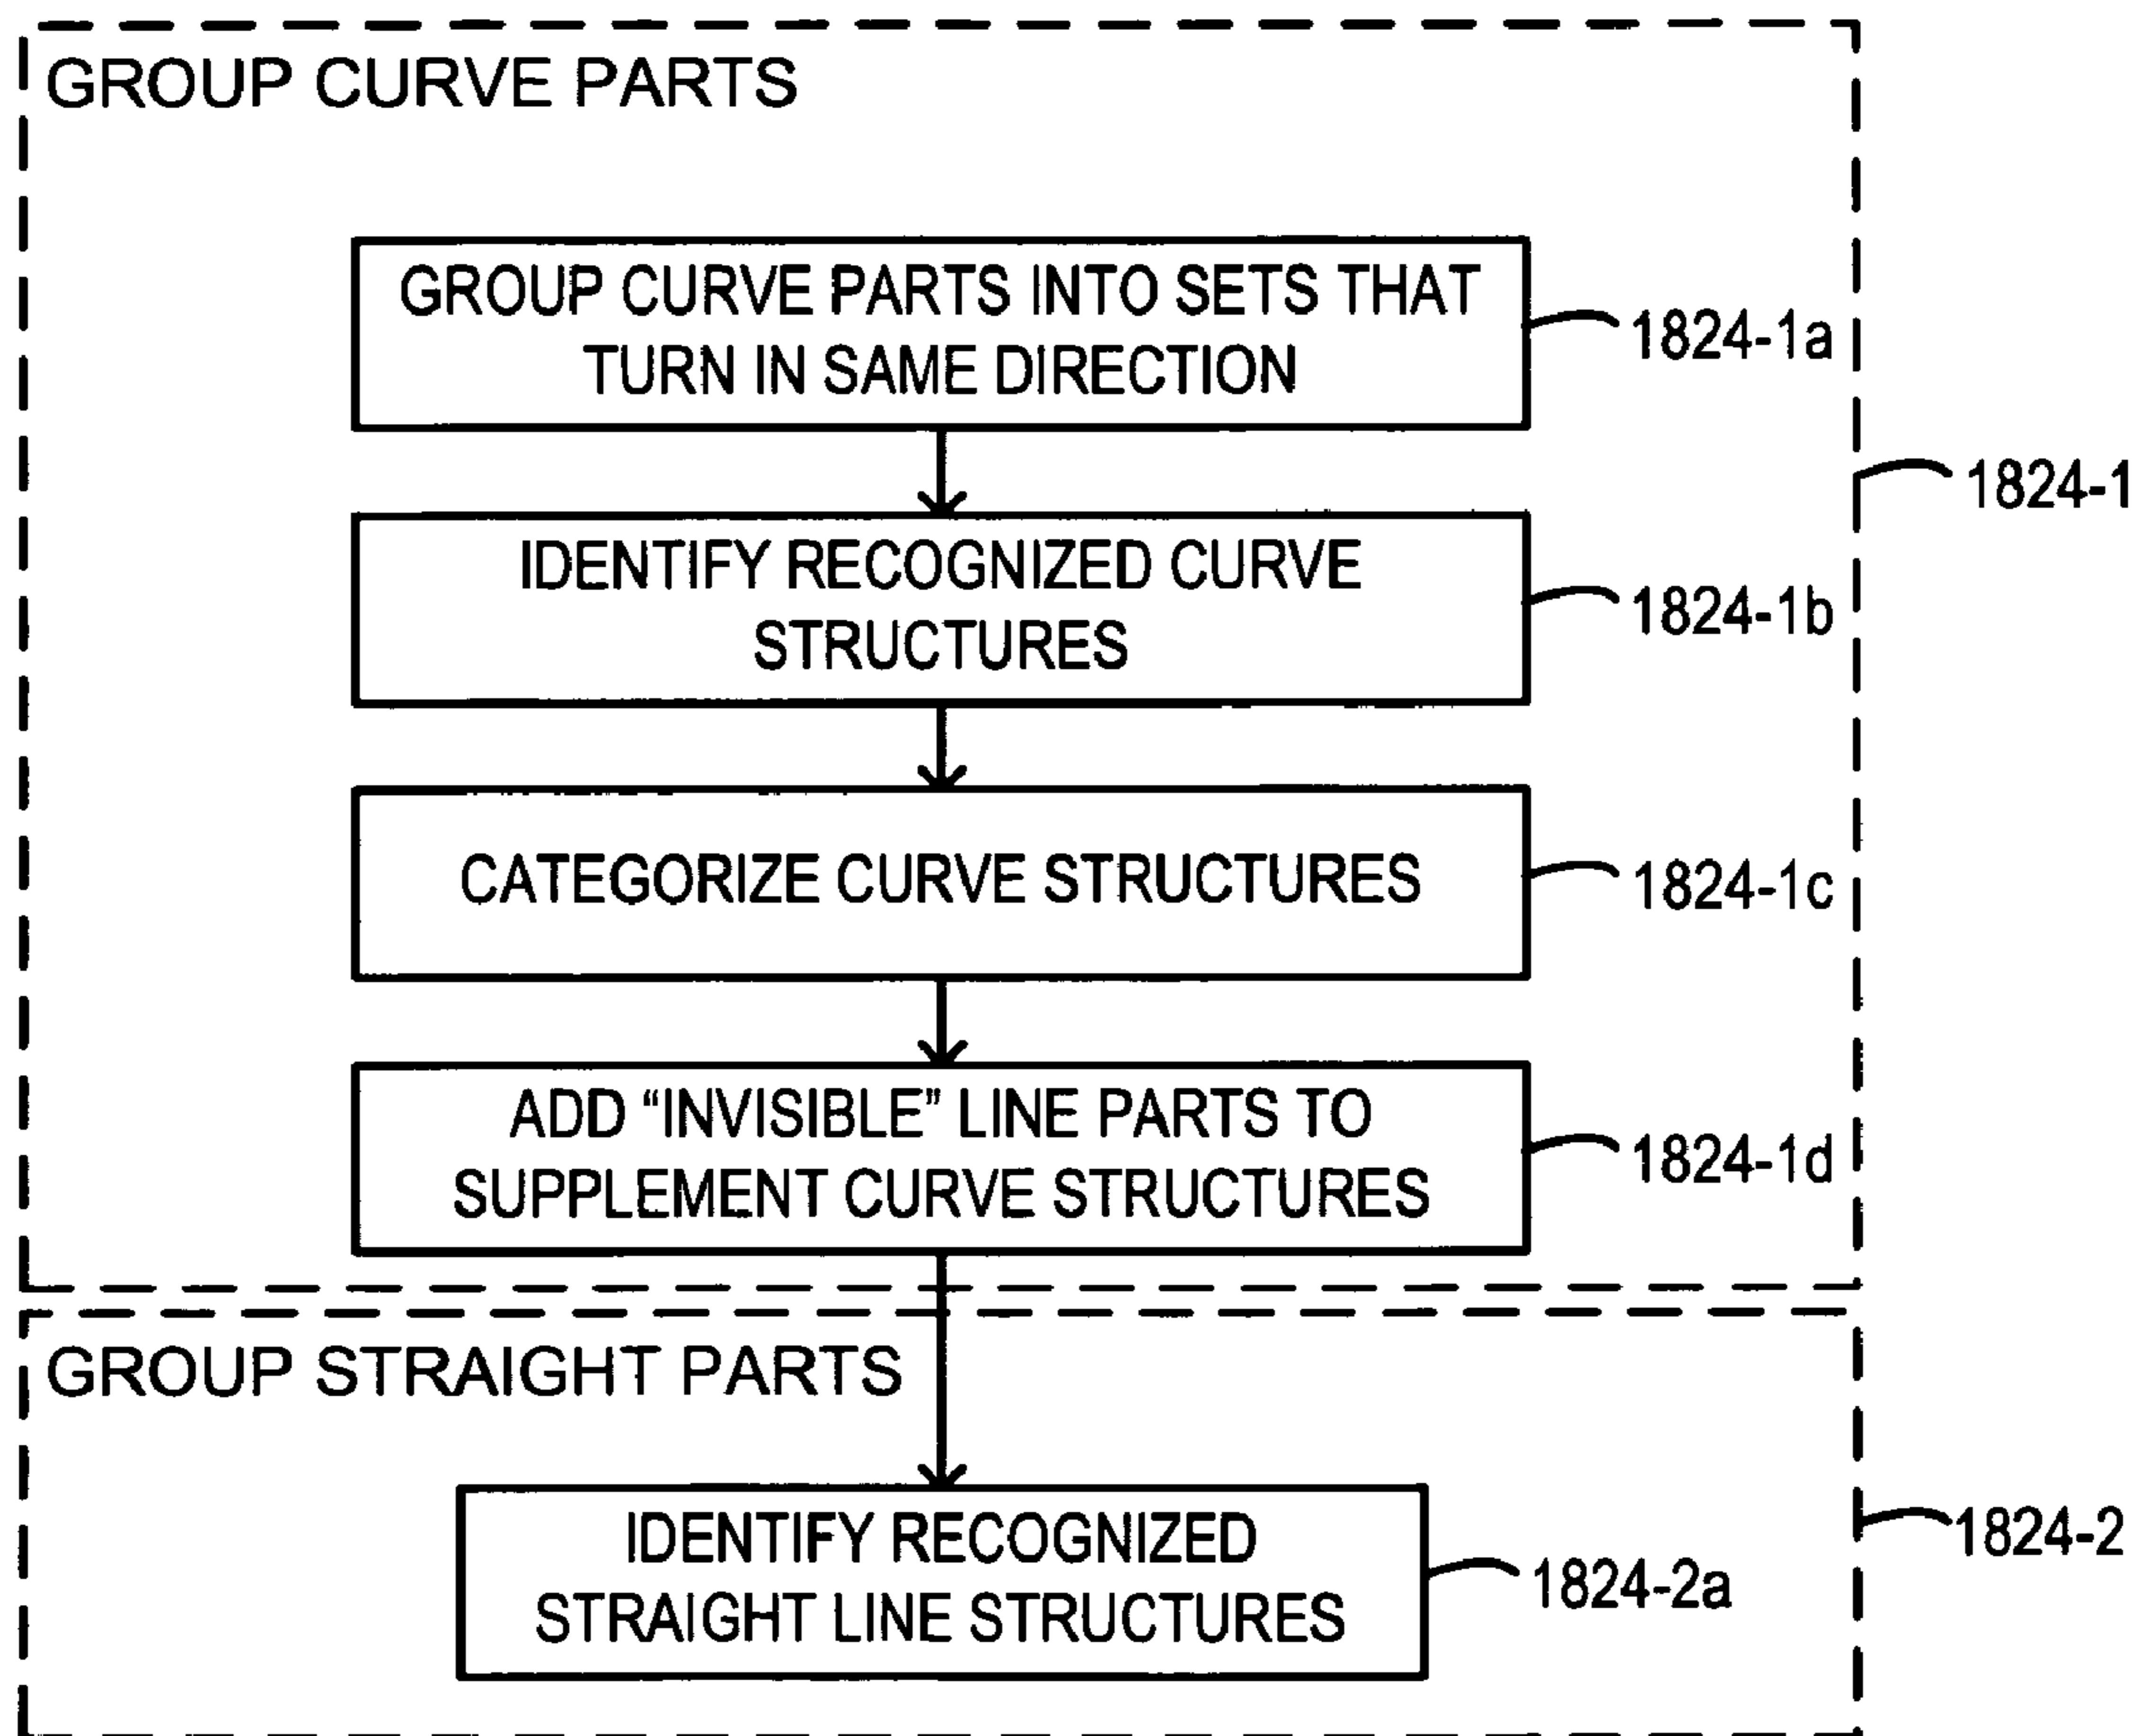 GROUP CURVE PARTS
GROUP CURVE PARTS INTO SETS THAT
TURN IN SAME DIRECTION
1824-1a
1824-1
IDENTIFY RECOGNIZED CURVE
STRUCTURES
1824-1b
CATEGORIZE CURVE STRUCTURES
1824-1c
ADD “INVISIBLE” LINE PARTS TO
SUPPLEMENT CURVE STRUCTURES
1824-1d
GROUP STRAIGHT PARTS
IDENTIFY RECOGNIZED
STRAIGHT LINE STRUCTURES
1824-2a
1824-2